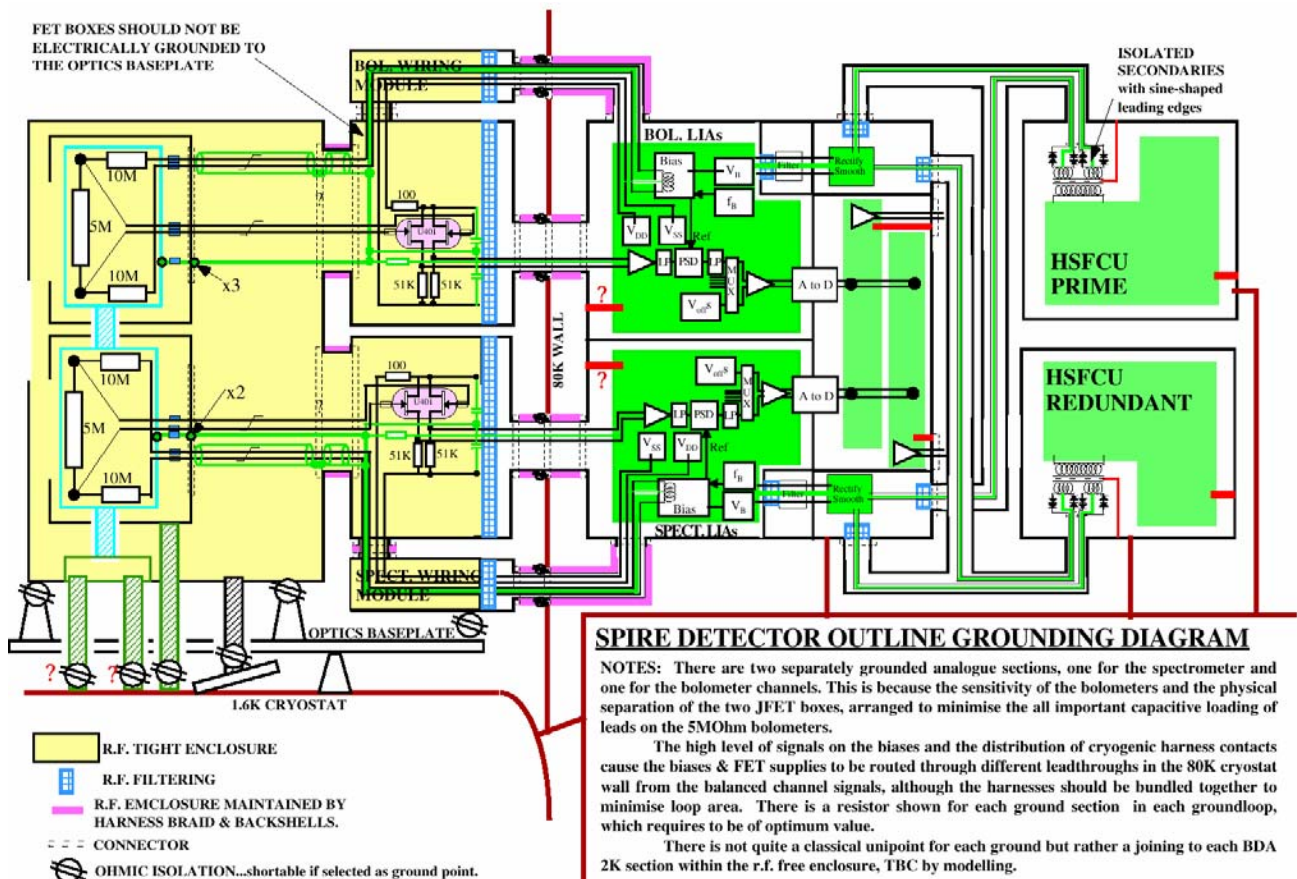 FET BOXES SHOULD NOT BE
ELECTRICALLY GROUNDED TO
THE OPTICS BASEPLATE
BOL. WIRING
MODULE
ISOLATED
SECONDARIES
with sine-shaped
leading edges
BOL. LIAs
Bias
V_B
f_B
Filter
Rectify
Smooth
10M
5M
10M
x3
100
U401
51K
51K
V_DD
V_SS
Ref
LP
PSD
LP
MUX
V_offs
A to D
HSFCU
PRIME
?
80K WALL
?
10M
5M
10M
x2
100
U401
51K
51K
V_offs
MUX
LP
PSD
LP
A to D
V_SS
V_DD
Ref
f_B
Bias
V_B
Filter
Rectify
Smooth
HSFCU
REDUNDANT
SPECT. LIAs
SPECT. WIRING
MODULE
OPTICS BASEPLATE
?
?
1.6K CRYOSTAT
SPIRE DETECTOR OUTLINE GROUNDING DIAGRAM
NOTES: There are two separately grounded analogue sections, one for the spectrometer and
one for the bolometer channels. This is because the sensitivity of the bolometers and the physical
separation of the two JFET boxes, arranged to minimise the all important capacitive loading of
leads on the 5MOhm bolometers.
The high level of signals on the biases and the distribution of cryogenic harness contacts
cause the biases & FET supplies to be routed through different leadthroughs in the 80K cryostat
wall from the balanced channel signals, although the harnesses should be bundled together to
minimise loop area. There is a resistor shown for each ground section in each groundloop,
which requires to be of optimum value.
There is not quite a classical unipoint for each ground but rather a joining to each BDA
2K section within the r.f. free enclosure, TBC by modelling.
R.F. TIGHT ENCLOSURE
R.F. FILTERING
R.F. EMCLOSURE MAINTAINED BY
HARNESS BRAID & BACKSHELLS.
CONNECTOR
OHMIC ISOLATION...shortable if selected as ground point.